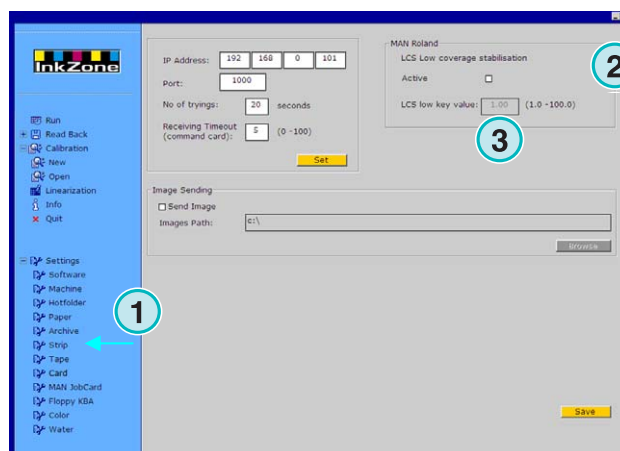 InkZone
Run
Read Back
Calibration
New
Open
Linearization
Info
Quit
Settings
Software
Machine
Hotfolder
Paper
Archive
Strip
Tape
Card
MAN JobCard
Floppy KBA
Color
Water
1
IP Address: 192 168 0 101
Port: 1000
No of tryings: 20 seconds
Receiving Timeout
(command card): 5 (0 -100)
Set
MAN Roland
LCS Low coverage stabilisation
Active
LCS low key value: 1.00 (1.0 -100.0)
2
3
Image Sending
Send Image
Images Path: c:\
Browse
Save